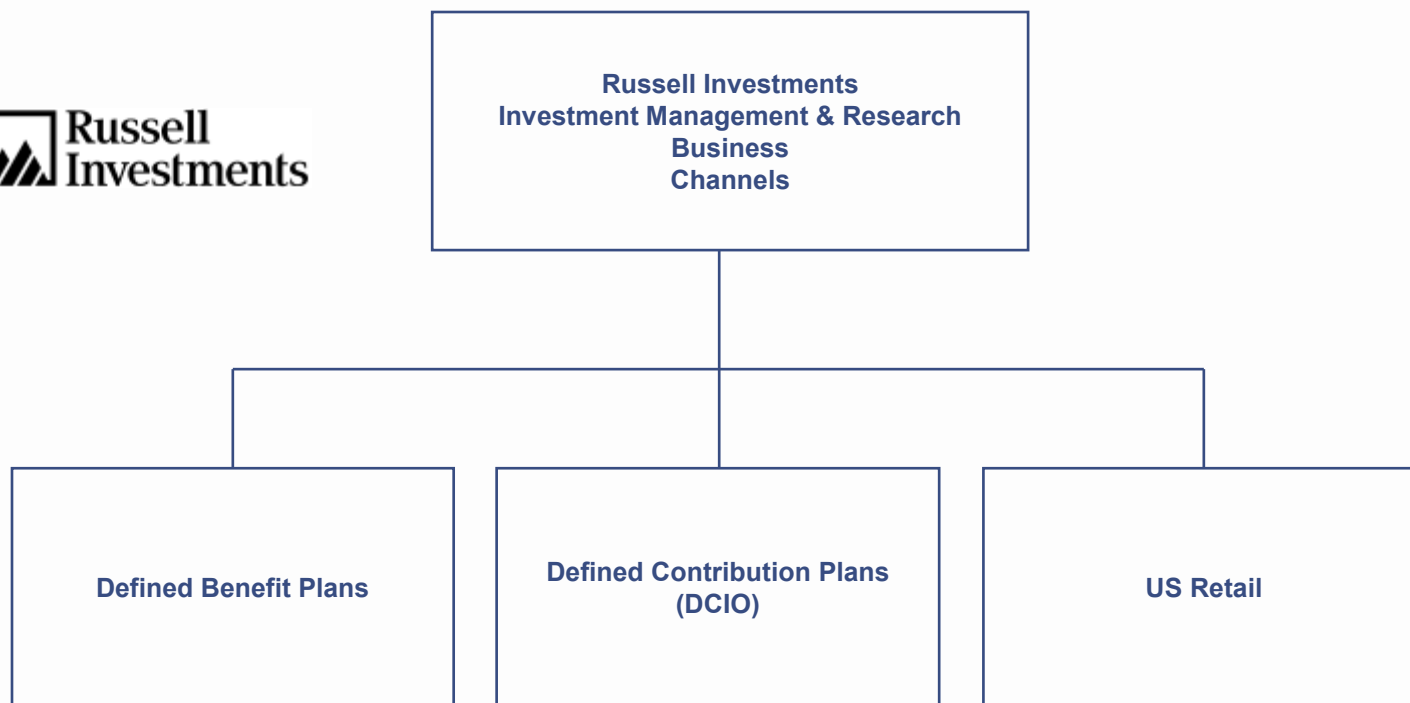 Russell Investments
Investment Management & Research
Business
Channels
Russell
Investments
Defined Benefit Plans
Defined Contribution Plans
(DCIO)
US Retail